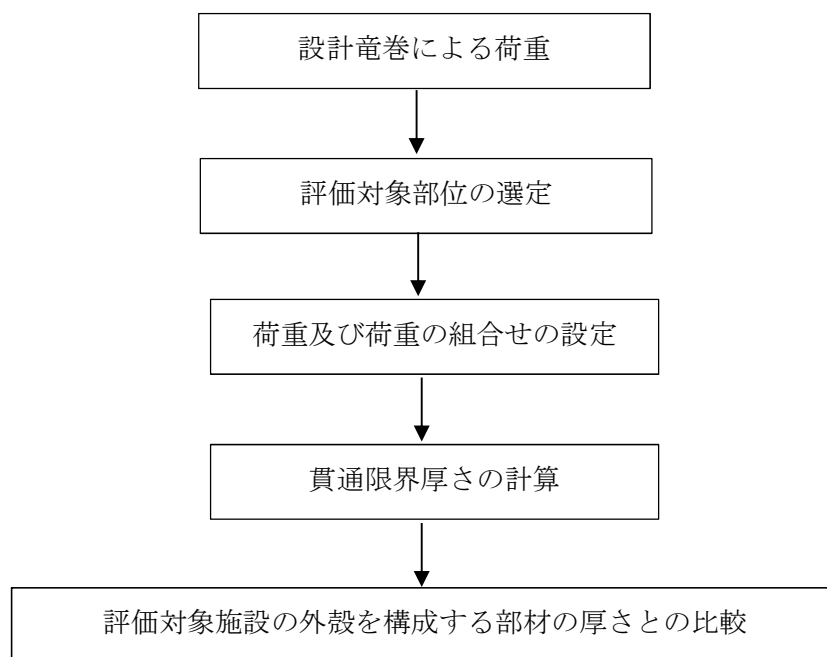 設計竜巻による荷重
評価対象部位の選定
荷重及び荷重の組合せの設定
貫通限界厚さの計算
評価対象施設の外殻を構成する部材の厚さとの比較